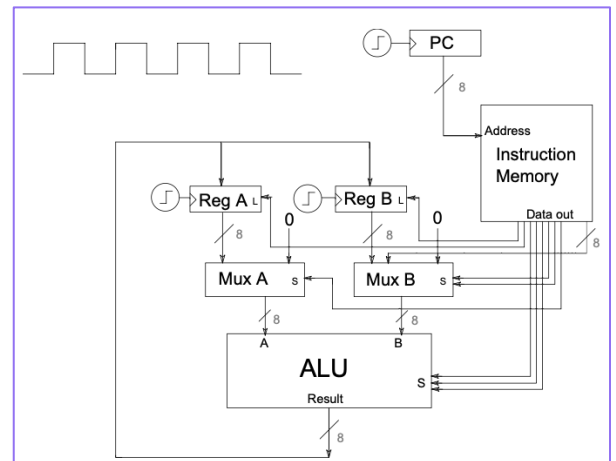 PC
8
Address
Instruction
Memory
Data out
Reg A L
Reg B L
0
0
8
8
8
Mux A S
Mux B S
8
8
A
B
ALU
S
Result
8